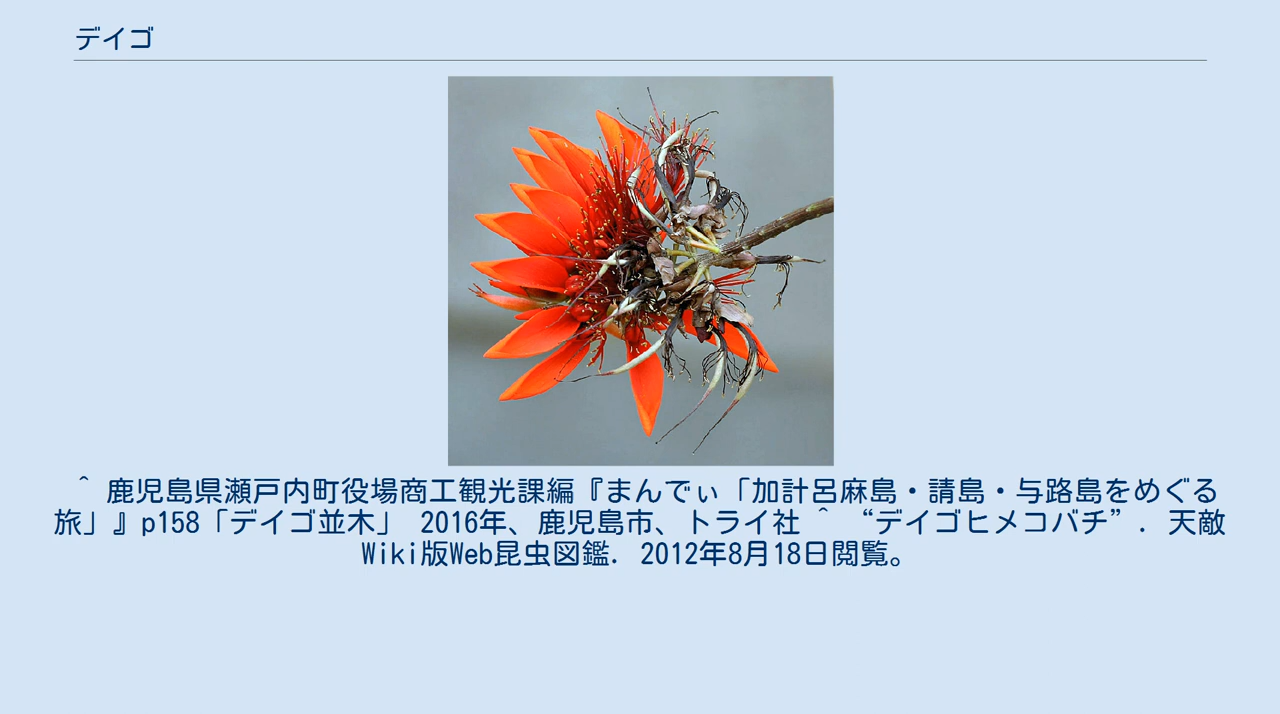 デイゴ
^ 鹿児島県瀬戸内町役場商工観光課編『まんでぃ「加計呂麻島・請島・与路島をめぐる
旅」』p158「デイゴ並木」 2016年、鹿児島市、トライ社 ^ “デイゴヒメコバチ”. 天敵
Wiki版Web昆虫図鑑. 2012年8月18日閲覧。